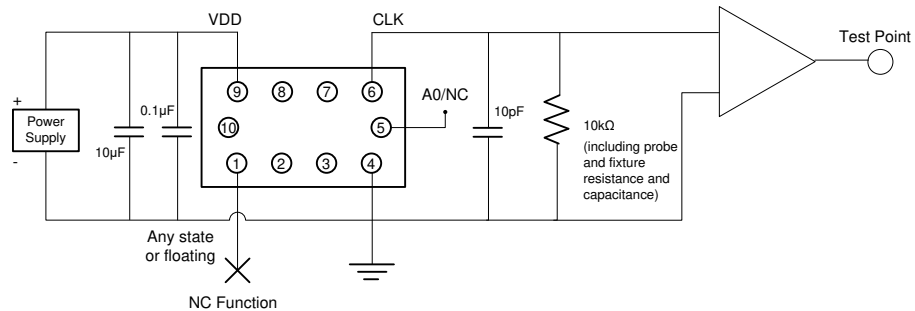 VDD
CLK
Test Point
+
Power
Supply
-
10µF
0.1µF
9
8
7
6
10
5
1
2
3
4
A0/NC
10pF
10kΩ
(including probe
and fixture
resistance and
capacitance)
Any state
or floating
NC Function